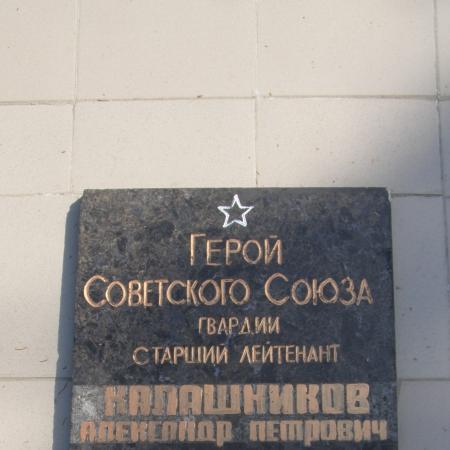 ГЕРОЙ
СОВЕТСКОГО СОЮЗА
ГВАРДИИ
СТАРШИЙ ЛЕЙТЕНАНТ
КАЛАШНИКОВ
АЛЕКСАНДР ПЕТРОВИЧ